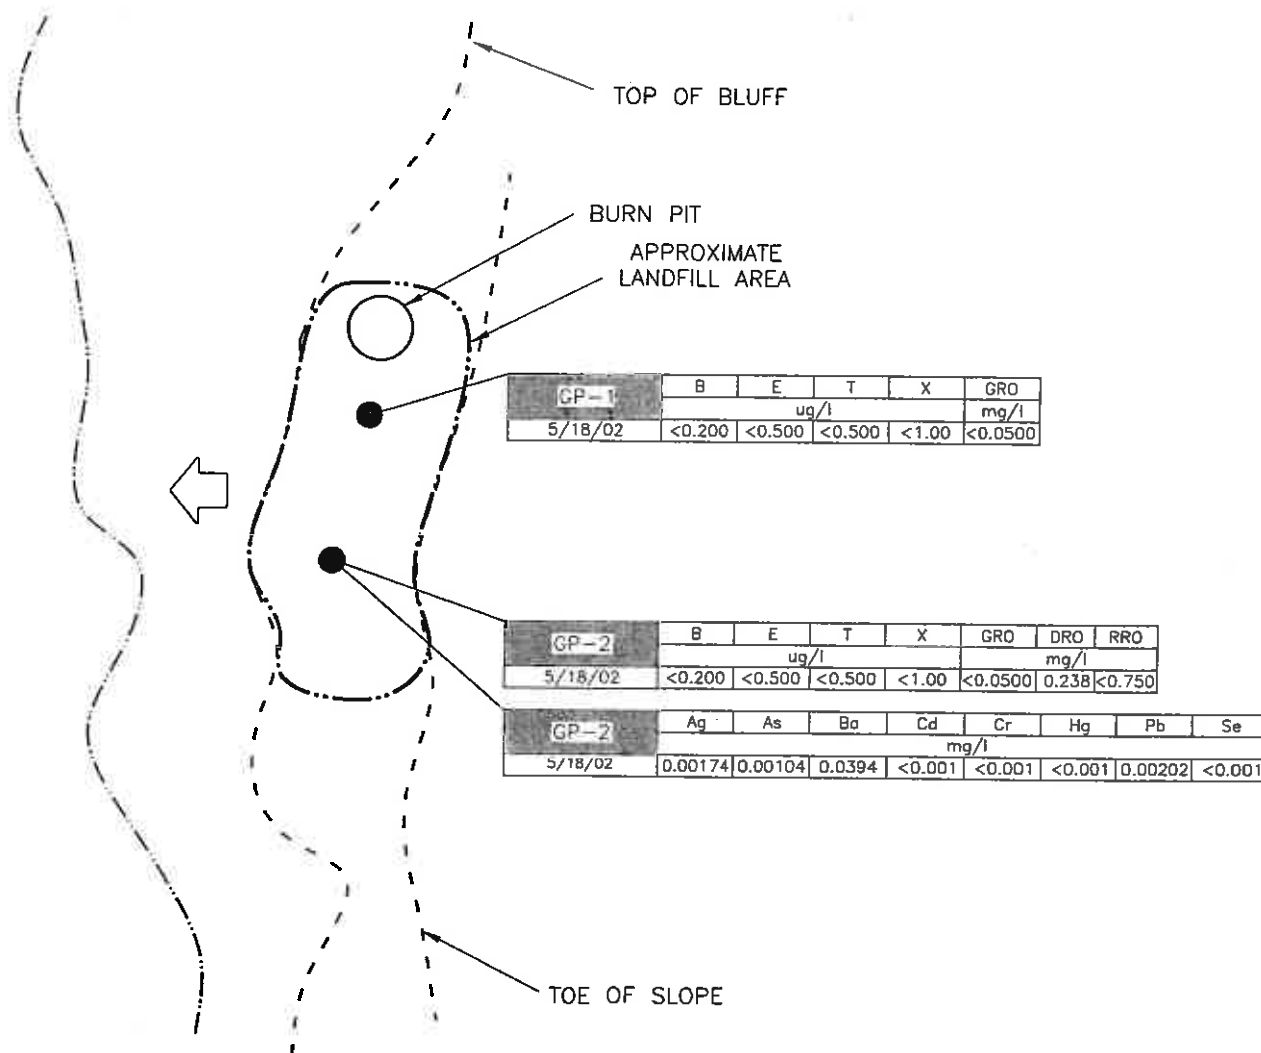 TOP OF BLUFF
BURN PIT
APPROXIMATE
LANDFILL AREA
GP-1 B E T X GRO
ug/l mg/l
5/18/02 <0.200 <0.500 <0.500 <1.00 <0.0500
GP-2 B E T X GRO DRO RRO
ug/l mg/l
5/18/02 <0.200 <0.500 <0.500 <1.00 <0.0500 0.238 <0.750
GP-2 Ag As Ba Cd Cr Hg Pb Se
mg/l
5/18/02 0.00174 0.00104 0.0394 <0.001 <0.001 <0.001 0.00202 <0.001
TOE OF SLOPE